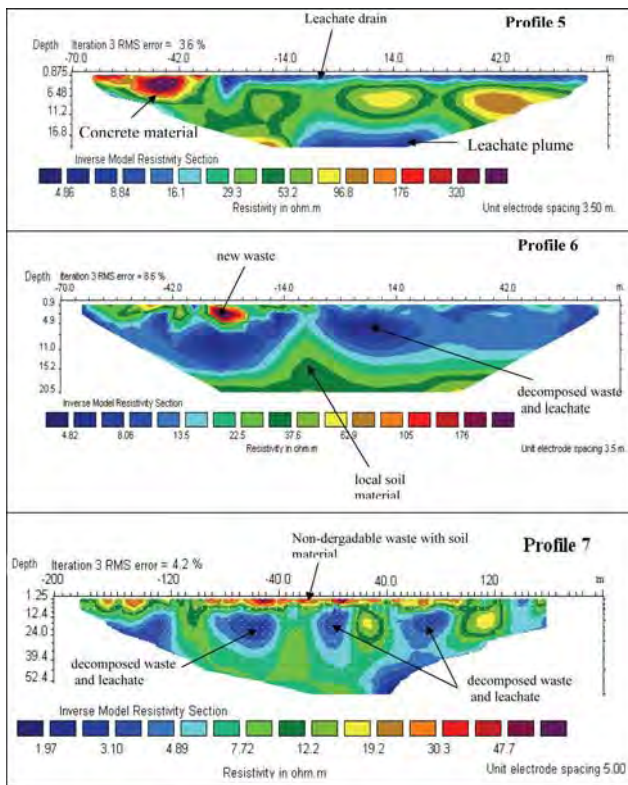 Profile 5
Leachate drain
Depth Iteration 3 RMS error = 3.6 %
-70.0 -42.0 -14.0 14.0 42.0 m
0.875
6.48
11.2
16.8
Concrete material
Leachate plume
Inverse Model Resistivity Section
4.86 8.84 16.1 29.3 53.2 96.8 176 320
Resistivity in ohm.m
Unit electrode spacing 3.50 m.
Profile 6
new waste
Depth Iteration 3 RMS error = 8.6 %
-70.0 -42.0 -14.0 14.0 42.0 m.
0.9
4.9
11.0
15.2
20.5
decomposed waste
and leachate
Inverse Model Resistivity Section
4.82 8.06 13.5 22.5 37.6 62.9 105 176
Resistivity in ohm.m
Unit electrode spacing 3.5 m.
local soil
material
Non-dergadable waste with soil
material
Profile 7
Depth Iteration 3 RMS error = 4.2 %
-200 -120 -40.0 40.0 120 m
1.25
12.4
24.0
39.4
52.4
decomposed waste
and leachate
decomposed waste
and leachate
Inverse Model Resistivity Section
1.97 3.10 4.89 7.72 12.2 19.2 30.3 47.7
Resistivity in ohm.m
Unit electrode spacing 5.00